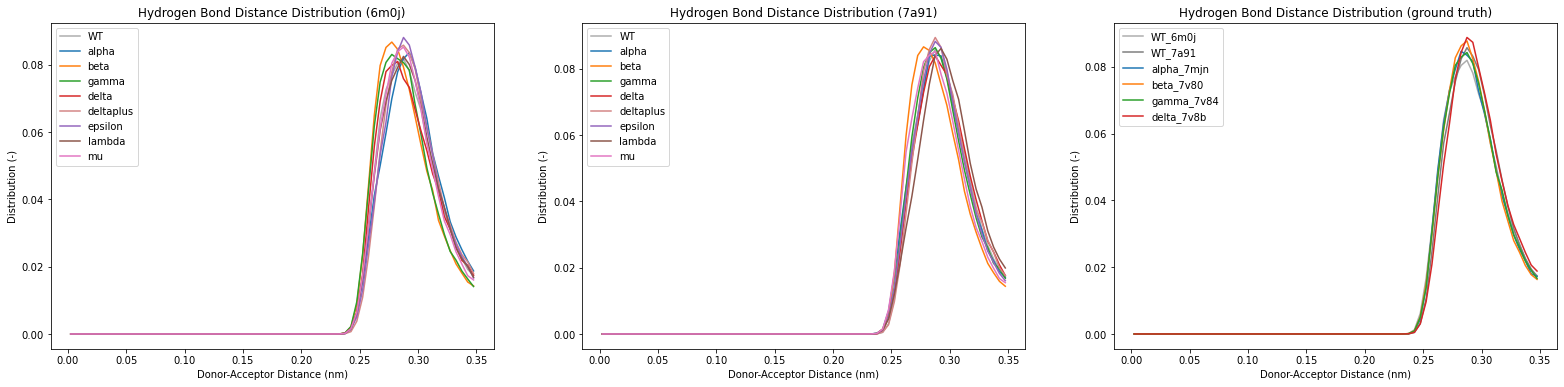 Hydrogen Bond Distance Distribution (6m0j)
Distribution (-)
0.08
0.06
0.04
0.02
0.00
WT
alpha
beta
gamma
delta
deltaplus
epsilon
lambda
mu
0.00 0.05 0.10 0.15 0.20 0.25 0.30 0.35
Donor-Acceptor Distance (nm)
Hydrogen Bond Distance Distribution (7a91)
Distribution (-)
0.08
0.06
0.04
0.02
0.00
WT
alpha
beta
gamma
delta
deltaplus
epsilon
lambda
mu
0.00 0.05 0.10 0.15 0.20 0.25 0.30 0.35
Donor-Acceptor Distance (nm)
Hydrogen Bond Distance Distribution (ground truth)
Distribution (-)
0.08
0.06
0.04
0.02
0.00
WT_6m0j
WT_7a91
alpha_7mjn
beta_7v80
gamma_7v84
delta_7v8b
0.00 0.05 0.10 0.15 0.20 0.25 0.30 0.35
Donor-Acceptor Distance (nm)